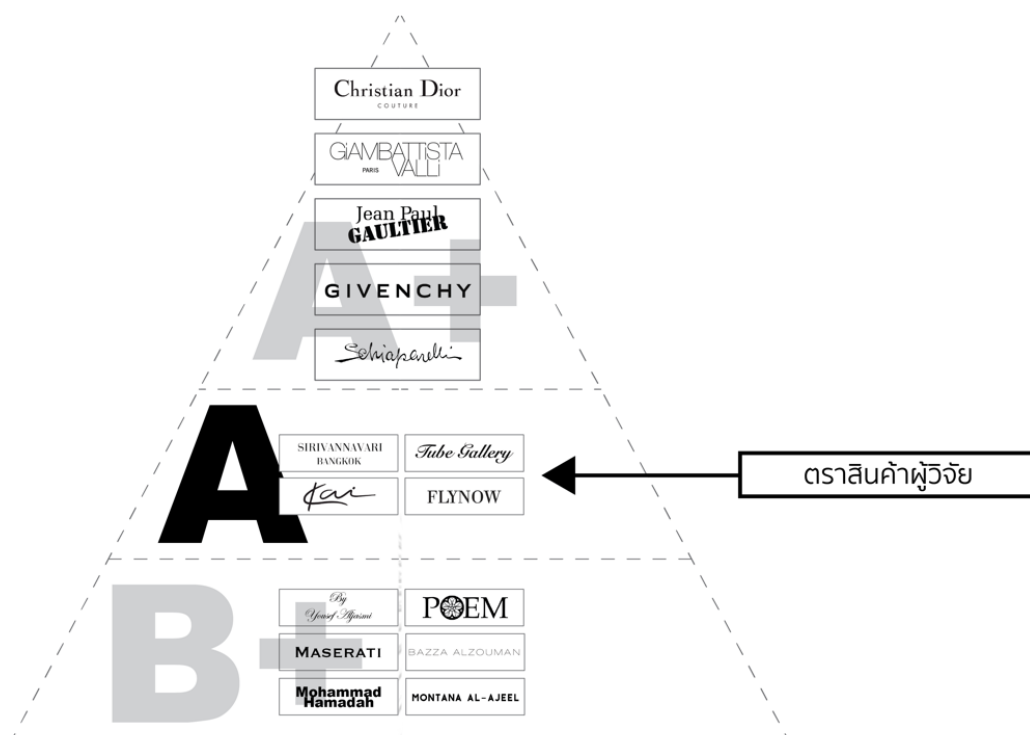 Christian Dior
COUTURE
GiAMBATTiSTA
PARIS VALLi
Jean Paul
GAULTIER
A+
GIVENCHY
Schiaparelli
A
SIRIVANNAVARI
BANGKOK
Tube Gallery
Kai
FLYNOW
ตราสินค้าผู้วิจัย
B+
By
Yousef Aljasmi
POEM
MASERATI
BAZZA ALZOUMAN
Mohammad
Hamadah
MONTANA AL-AJEEL